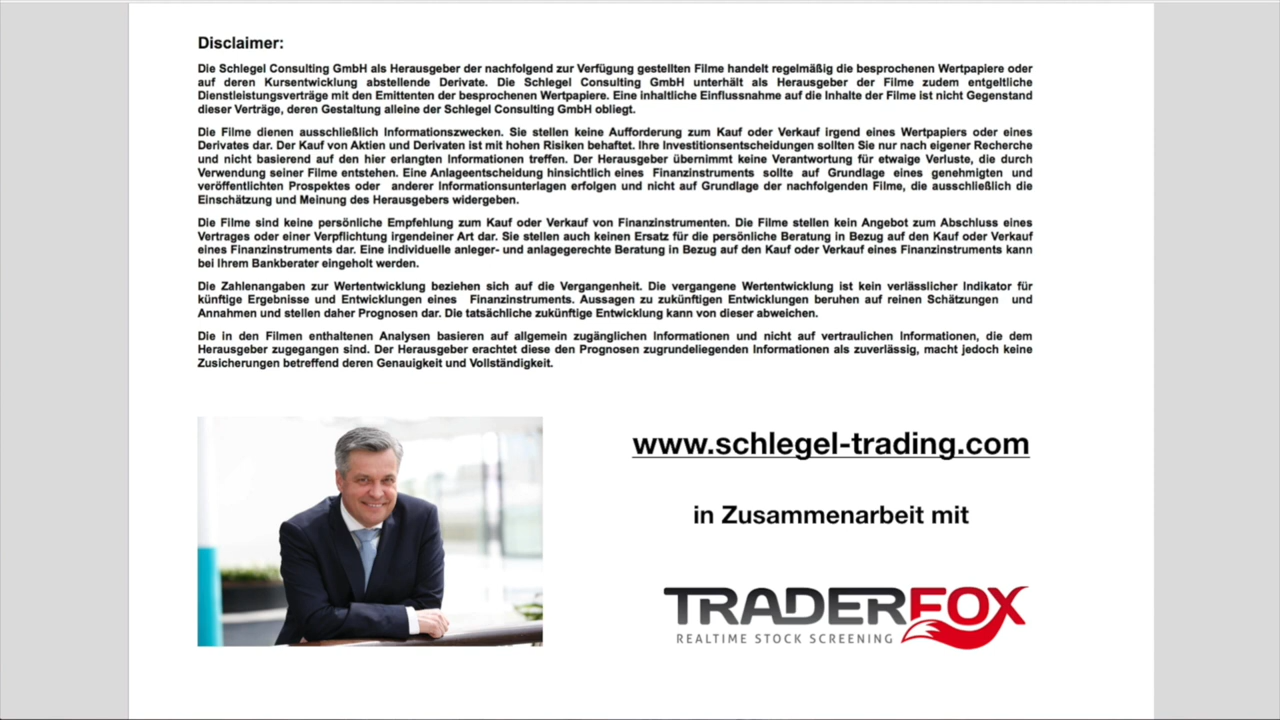 Disclaimer:
Die Schlegel Consulting GmbH als Herausgeber der nachfolgend zur Verfügung gestellten Filme handelt regelmäßig die besprochenen Wertpapiere oder
auf deren Kursentwicklung abstellende Derivate. Die Schlegel Consulting GmbH unterhält als Herausgeber der Filme zudem entgeltliche
Dienstleistungsverträge mit den Emittenten der besprochenen Wertpapiere. Eine inhaltliche Einflussnahme auf die Inhalte der Filme ist nicht Gegenstand
dieser Verträge, deren Gestaltung alleine der Schlegel Consulting GmbH obliegt.
Die Filme dienen ausschließlich Informationszwecken. Sie stellen keine Aufforderung zum Kauf oder Verkauf irgend eines Wertpapiers oder eines
Derivates dar. Der Kauf von Aktien und Derivaten ist mit hohen Risiken behaftet. Ihre Investitionsentscheidungen sollten Sie nur nach eigener Recherche
und nicht basierend auf den hier erlangten Informationen treffen. Der Herausgeber übernimmt keine Verantwortung für etwaige Verluste, die durch
Verwendung seiner Filme entstehen. Eine Anlageentscheidung hinsichtlich eines Finanzinstruments sollte auf Grundlage eines genehmigten und
veröffentlichten Prospektes oder anderer Informationsunterlagen erfolgen und nicht auf Grundlage der nachfolgenden Filme, die ausschließlich die
Einschätzung und Meinung des Herausgebers widergeben.
Die Filme sind keine persönliche Empfehlung zum Kauf oder Verkauf von Finanzinstrumenten. Die Filme stellen kein Angebot zum Abschluss eines
Vertrages oder einer Verpflichtung irgendeiner Art dar. Sie stellen auch keinen Ersatz für die persönliche Beratung in Bezug auf den Kauf oder Verkauf
eines Finanzinstruments dar. Eine individuelle anleger- und anlagegerechte Beratung in Bezug auf den Kauf oder Verkauf eines Finanzinstruments kann
bei Ihrem Bankberater eingeholt werden.
Die Zahlenangaben zur Wertentwicklung beziehen sich auf die Vergangenheit. Die vergangene Wertentwicklung ist kein verlässlicher Indikator für
künftige Ergebnisse und Entwicklungen eines Finanzinstruments. Aussagen zu zukünftigen Entwicklungen beruhen auf reinen Schätzungen und
Annahmen und stellen daher Prognosen dar. Die tatsächliche zukünftige Entwicklung kann von dieser abweichen.
Die in den Filmen enthaltenen Analysen basieren auf allgemein zugänglichen Informationen und nicht auf vertraulichen Informationen, die dem
Herausgeber zugegangen sind. Der Herausgeber erachtet diese den Prognosen zugrundeliegenden Informationen als zuverlässig, macht jedoch keine
Zusicherungen betreffend deren Genauigkeit und Vollständigkeit.
www.schlegel-trading.com
in Zusammenarbeit mit
TRADERFOX
REALTIME STOCK SCREENING